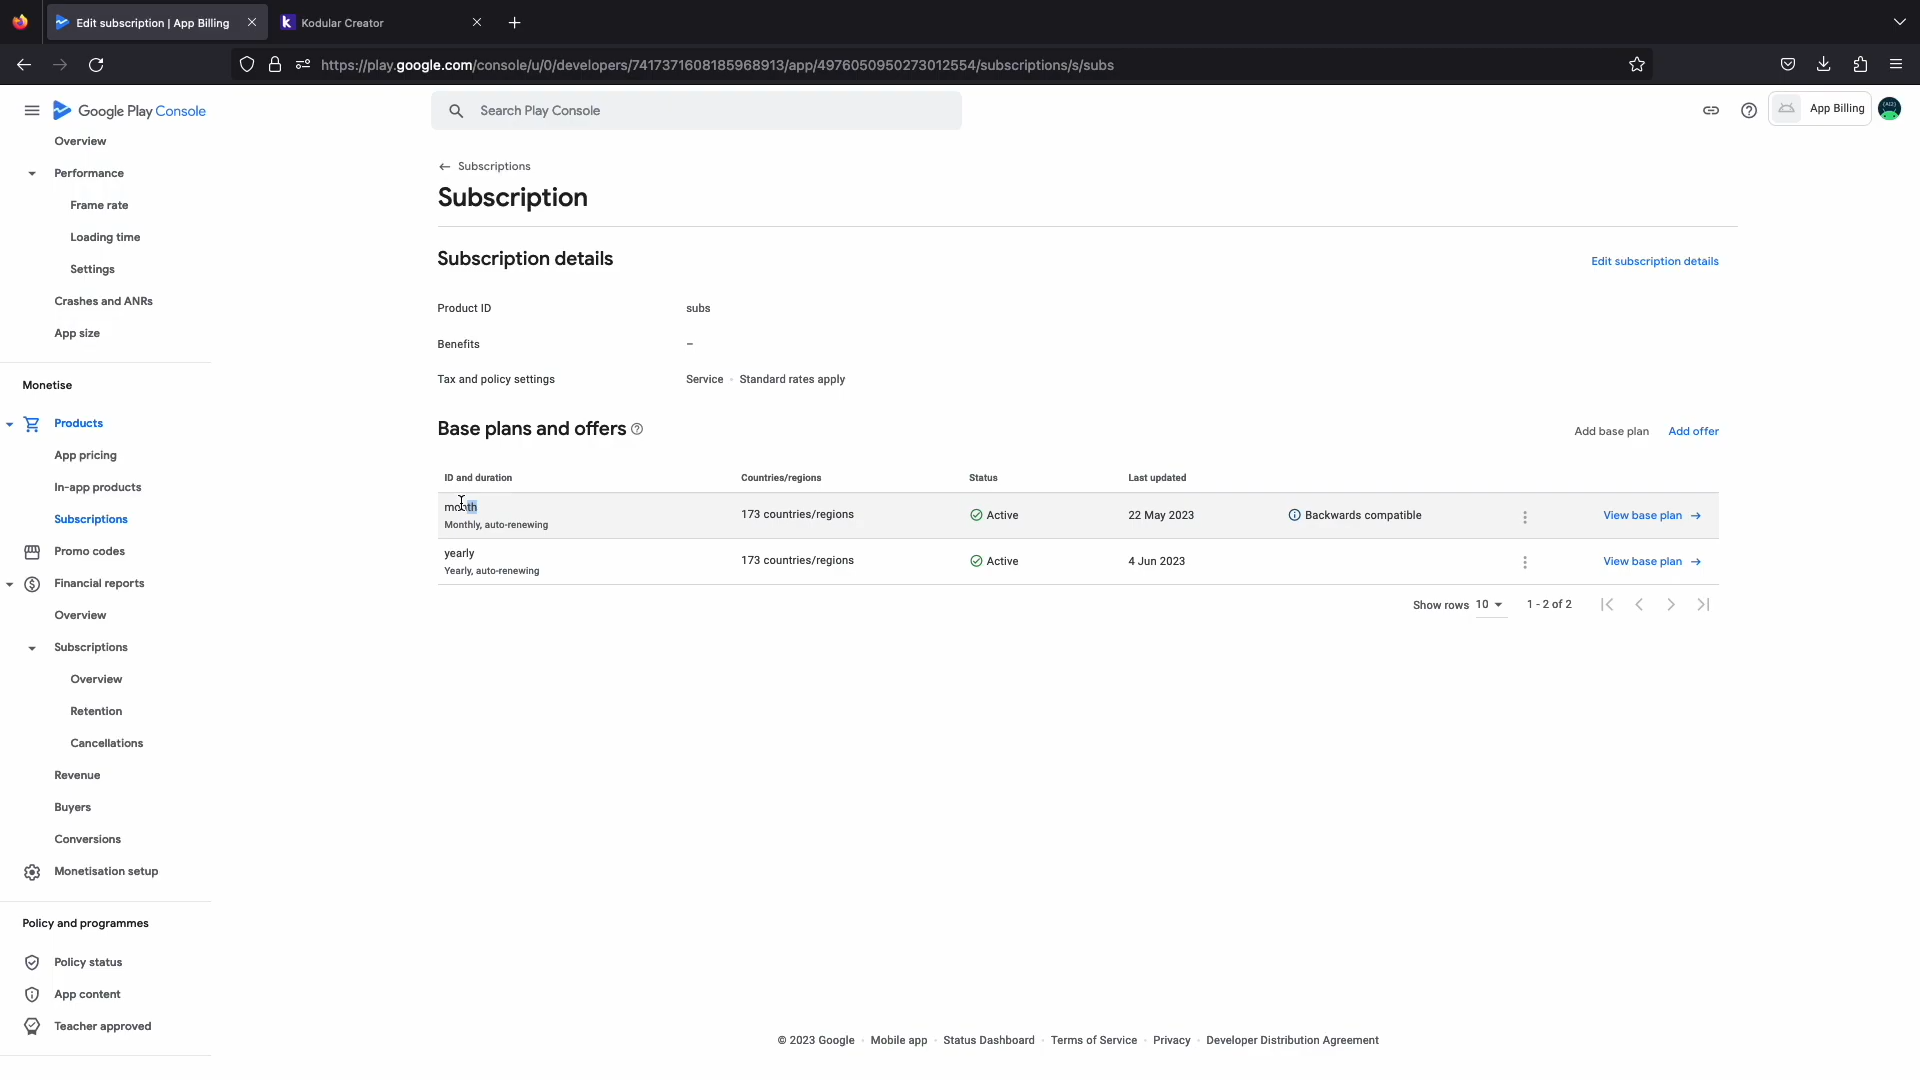 Edit subscription | App Billing
Kodular Creator
https://play.google.com/console/u/0/developers/7417371608185968913/app/4976050950273012554/subscriptions/s/subs
Google Play Console
Search Play Console
App Billing
Overview
Performance
Frame rate
Loading time
Settings
Crashes and ANRs
App size
Monetise
Products
App pricing
In-app products
Subscriptions
Promo codes
Financial reports
Overview
Subscriptions
Overview
Retention
Cancellations
Revenue
Buyers
Conversions
Monetisation setup
Policy and programmes
Policy status
App content
Teacher approved
Subscriptions
Subscription
Subscription details
Edit subscription details
Product ID subs
Benefits –
Tax and policy settings Service · Standard rates apply
Base plans and offers
Add base plan Add offer
ID and duration Countries/regions Status Last updated
month
Monthly, auto-renewing
173 countries/regions Active 22 May 2023 Backwards compatible View base plan
yearly
Yearly, auto-renewing
173 countries/regions Active 4 Jun 2023 View base plan
Show rows 10 1 - 2 of 2
© 2023 Google · Mobile app · Status Dashboard · Terms of Service · Privacy · Developer Distribution Agreement